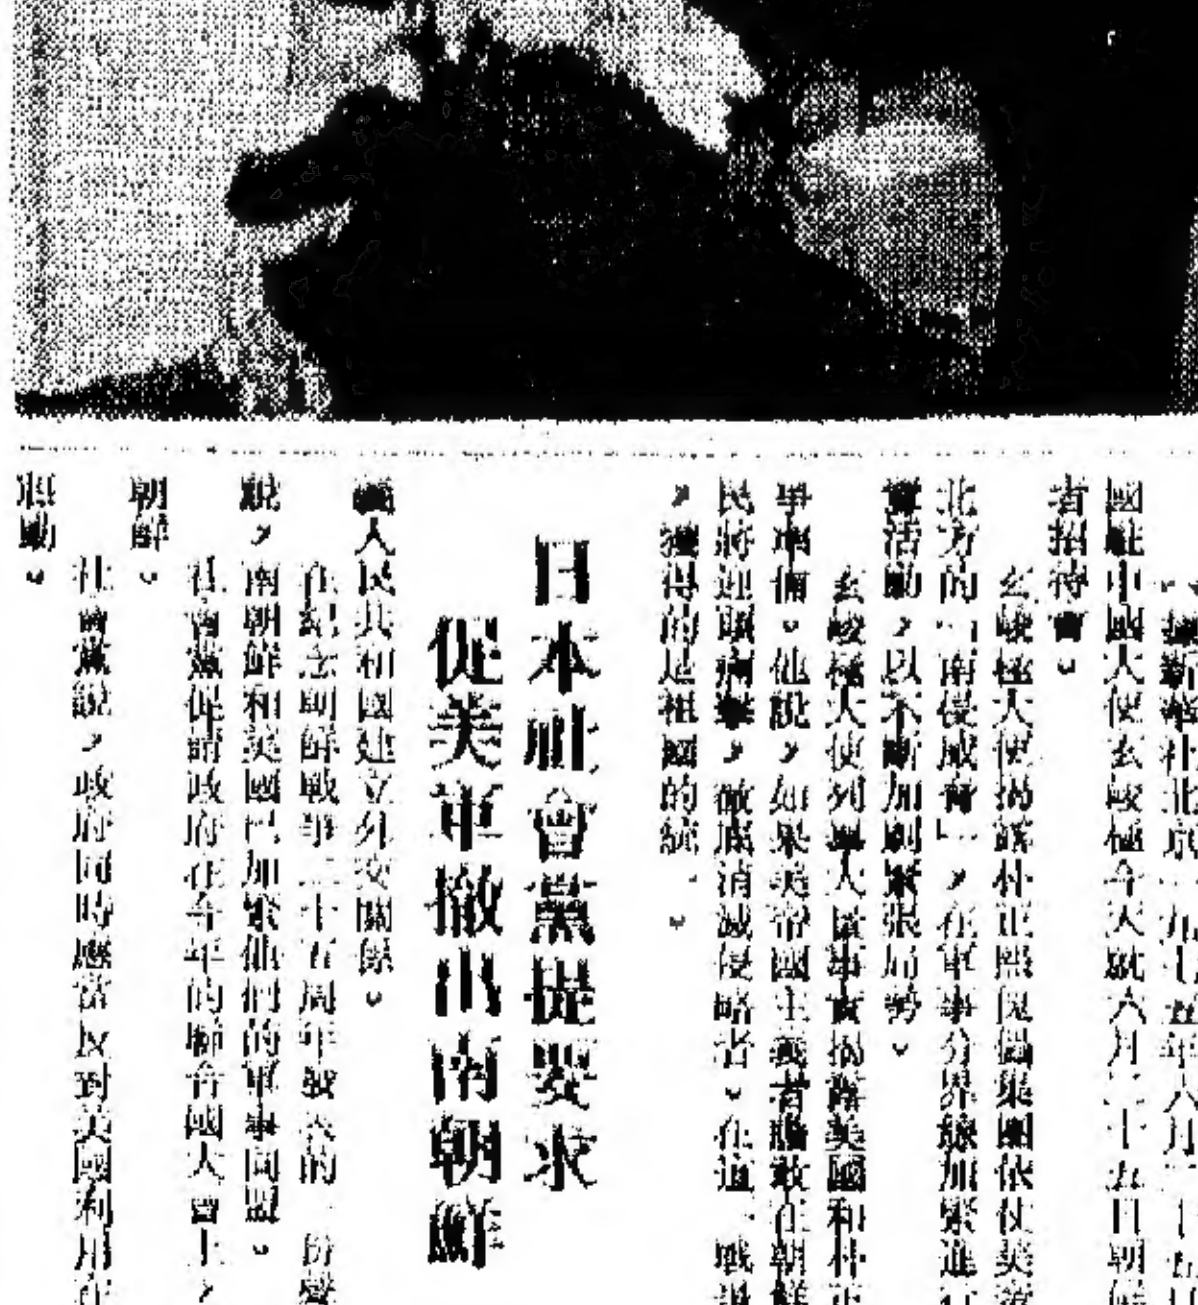 據新華社北京一九七五年六月二十五日
國駐中國大使玄峻極今天就六月二十五日朝鮮
者招待會。
玄峻極大使揭露朴正熙傀儡集團依仗美
北方的「南侵威脅」，在軍事分界線加緊進行
活動，以不斷加劇緊張局勢。
玄峻極大使列舉大量事實揭露美國和朴正
爭準備。他說，如果美帝國主義者膽敢在朝鮮
民將迎頭痛擊，徹底消滅侵略者。在這 戰爭
，獲得的是祖國的統一。
日本社會黨提要求
促美軍撤出南朝鮮
人民共和國建立外交關係。
在紀念朝鮮戰爭二十五周年發表的一份聲
說，南朝鮮和美國已加緊他們的軍事同盟。
社會黨促請政府在今年的聯合國大會上，
朝鮮。
社會黨說，政府同時應當反對美國利用在
動。